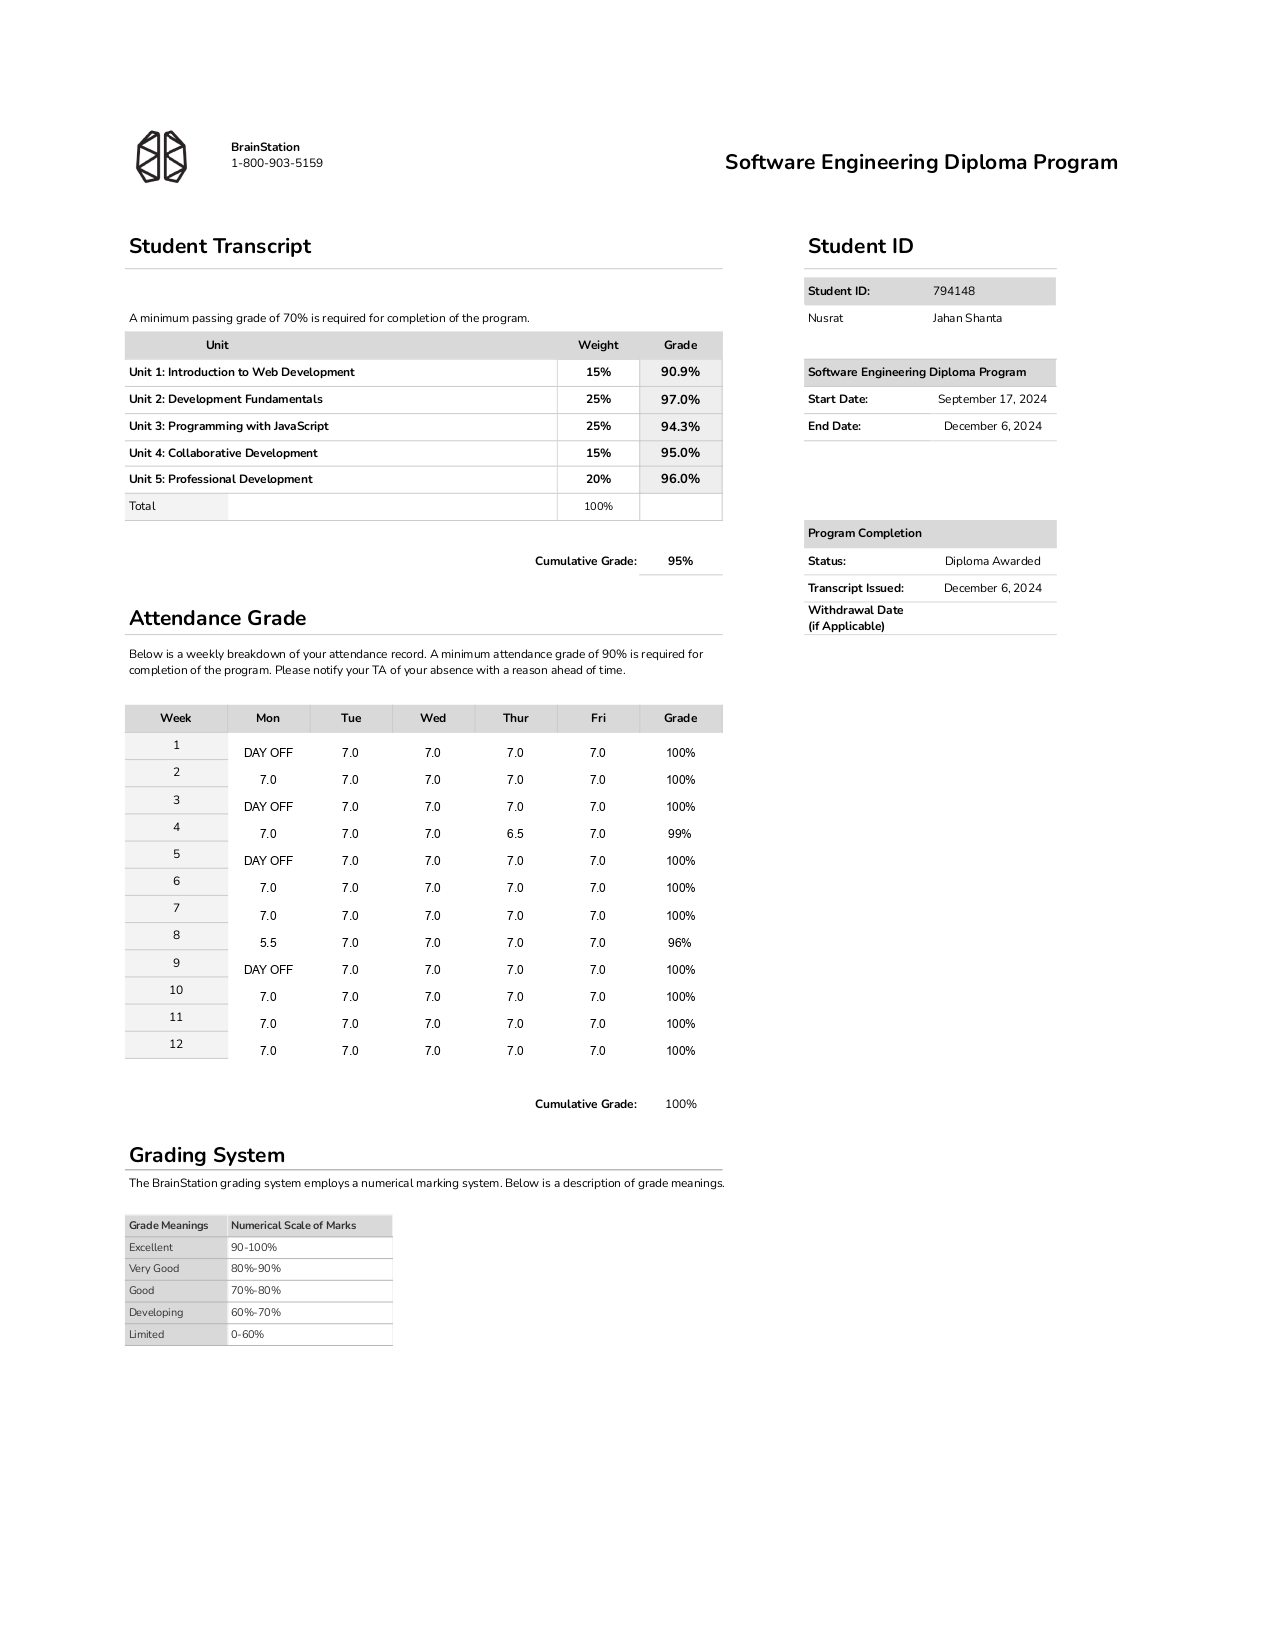 BrainStation
1-800-903-5159
Software Engineering Diploma Program
Student Transcript
A minimum passing grade of 70% is required for completion of the program.
Unit Weight Grade
Unit 1: Introduction to Web Development 15% 90.9%
Unit 2: Development Fundamentals 25% 97.0%
Unit 3: Programming with JavaScript 25% 94.3%
Unit 4: Collaborative Development 15% 95.0%
Unit 5: Professional Development 20% 96.0%
Total 100%
Cumulative Grade: 95%
Student ID
Student ID: 794148
Nusrat Jahan Shanta
Software Engineering Diploma Program
Start Date: September 17, 2024
End Date: December 6, 2024
Program Completion
Status: Diploma Awarded
Transcript Issued: December 6, 2024
Withdrawal Date
(if Applicable)
Attendance Grade
Below is a weekly breakdown of your attendance record. A minimum attendance grade of 90% is required for
completion of the program. Please notify your TA of your absence with a reason ahead of time.
Week Mon Tue Wed Thur Fri Grade
1 DAY OFF 7.0 7.0 7.0 7.0 100%
2 7.0 7.0 7.0 7.0 7.0 100%
3 DAY OFF 7.0 7.0 7.0 7.0 100%
4 7.0 7.0 7.0 6.5 7.0 99%
5 DAY OFF 7.0 7.0 7.0 7.0 100%
6 7.0 7.0 7.0 7.0 7.0 100%
7 7.0 7.0 7.0 7.0 7.0 100%
8 5.5 7.0 7.0 7.0 7.0 96%
9 DAY OFF 7.0 7.0 7.0 7.0 100%
10 7.0 7.0 7.0 7.0 7.0 100%
11 7.0 7.0 7.0 7.0 7.0 100%
12 7.0 7.0 7.0 7.0 7.0 100%
Cumulative Grade: 100%
Grading System
The BrainStation grading system employs a numerical marking system. Below is a description of grade meanings.
Grade Meanings Numerical Scale of Marks
Excellent 90-100%
Very Good 80%-90%
Good 70%-80%
Developing 60%-70%
Limited 0-60%